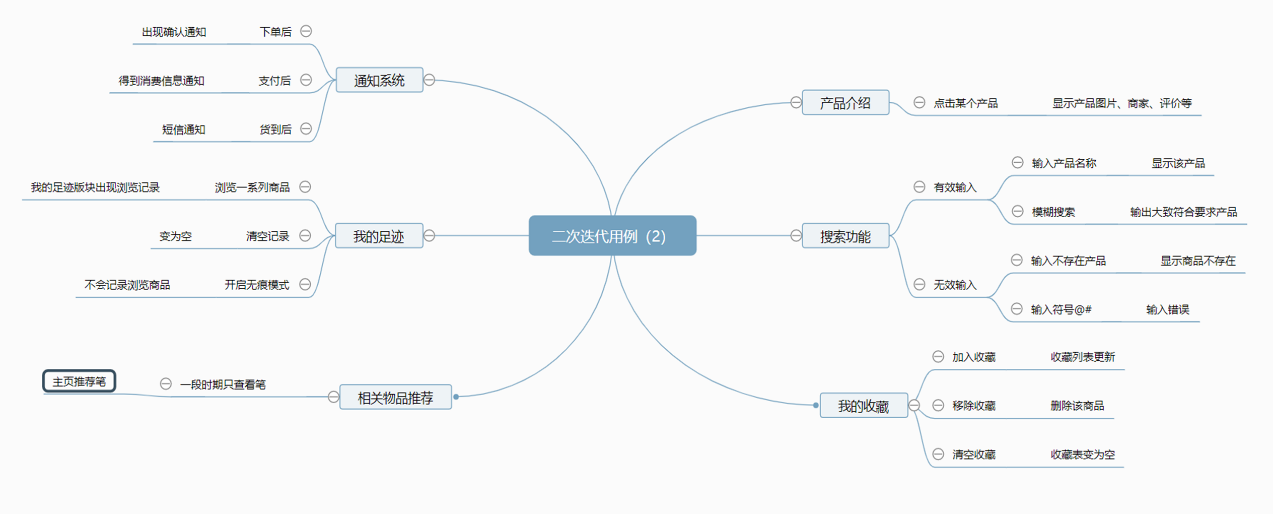 二次迭代用例（2）
通知系统
下单后
出现确认通知
支付后
得到消费信息通知
货到后
短信通知
我的足迹
浏览一系列商品
我的足迹版块出现浏览记录
清空记录
变为空
开启无痕模式
不会记录浏览商品
相关物品推荐
一段时期只查看笔
主页推荐笔
产品介绍
点击某个产品
显示产品图片、商家、评价等
搜索功能
有效输入
输入产品名称
显示该产品
模糊搜索
输出大致符合要求产品
无效输入
输入不存在产品
显示商品不存在
输入符号@#
输入错误
我的收藏
加入收藏
收藏列表更新
移除收藏
删除该商品
清空收藏
收藏表变为空